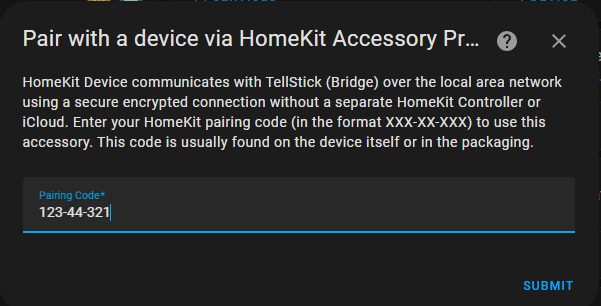 Pair with a device via HomeKit Accessory Pr...
HomeKit Device communicates with TellStick (Bridge) over the local area network
using a secure encrypted connection without a separate HomeKit Controller or
iCloud. Enter your HomeKit pairing code (in the format XXX-XX-XXX) to use this
accessory. This code is usually found on the device itself or in the packaging.
Pairing Code*
123-44-321
SUBMIT